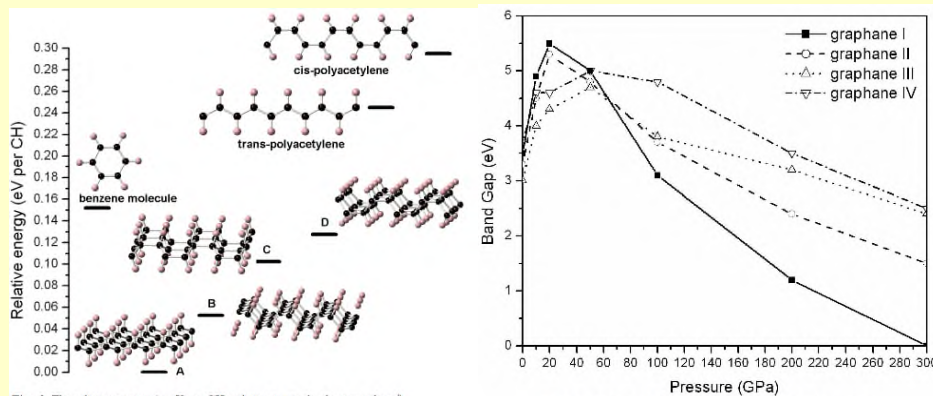 0.30
0.28
0.26
0.24
0.22
0.20
0.18
0.16
0.14
0.12
0.10
0.08
0.06
0.04
0.02
0.00
Relative energy (eV per CH)
cis-polyacetylene
trans-polyacetylene
benzene molecule
D
C
B
A
6
5
4
3
2
1
0
Band Gap (eV)
graphane I
graphane II
graphane III
graphane IV
0 20 40 60 80 100 120 140 160 180 200 220 240 260 280 300
Pressure (GPa)